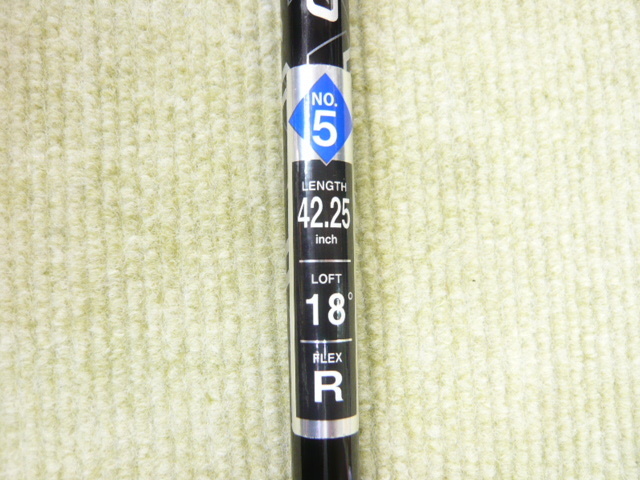 NO.
5
LENGTH
42.25
inch
LOFT
18°
FLEX
R